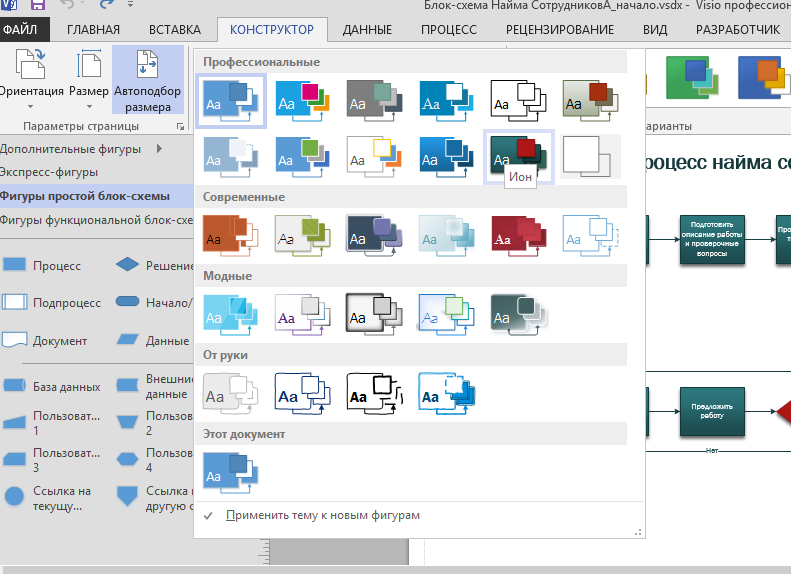 Блок-схема Найма СотрудниковА_начало.vsdx - Visio профессион
ФАЙЛ ГЛАВНАЯ ВСТАВКА КОНСТРУКТОР ДАННЫЕ ПРОЦЕСС РЕЦЕНЗИРОВАНИЕ ВИД РАЗРАБОТЧИК
Ориентация Размер Автоподбор
размера
Параметры страницы
арианты
Дополнительные фигуры
Экспресс-фигуры
Фигуры простой блок-схемы
Фигуры функциональной блок-схе
Процесс Решение
Подпроцесс Начало/
Документ Данные
База данных Внешние
данные
Пользоват... Пользов
1 2
Пользоват... Пользов
3 4
Ссылка на Ссылка
текущу... другую с
Профессиональные
Aa Aa Aa Aa Aa Aa
Aa Aa Aa Aa Aa
Ион
Современные
Aa Aa Aa Aa Aa Aa
Модные
Aa Aa Aa Aa Aa
От руки
Aa Aa Aa Aa
Этот документ
Aa
Применить тему к новым фигурам
роцесс найма се
Подготовить
описание работы
и проверочные
вопросы
Предложить
работу
Нет